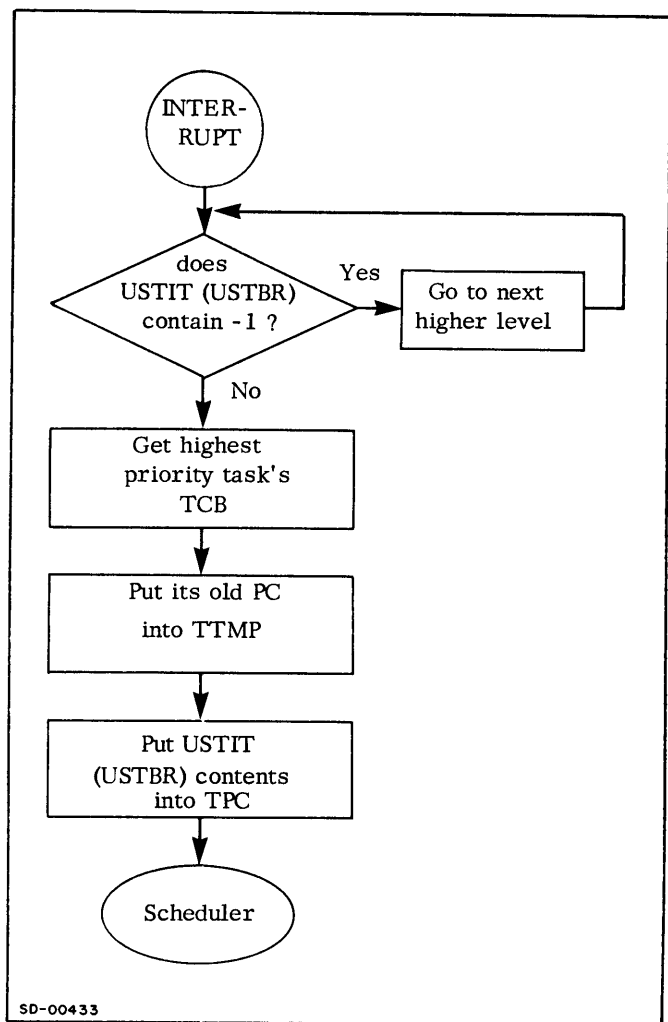 INTER-
RUPT
does
USTIT (USTBR)
contain -1 ?
Yes
Go to next
higher level
No
Get highest
priority task's
TCB
Put its old PC
into TTMP
Put USTIT
(USTBR) contents
into TPC
Scheduler
SD-00433